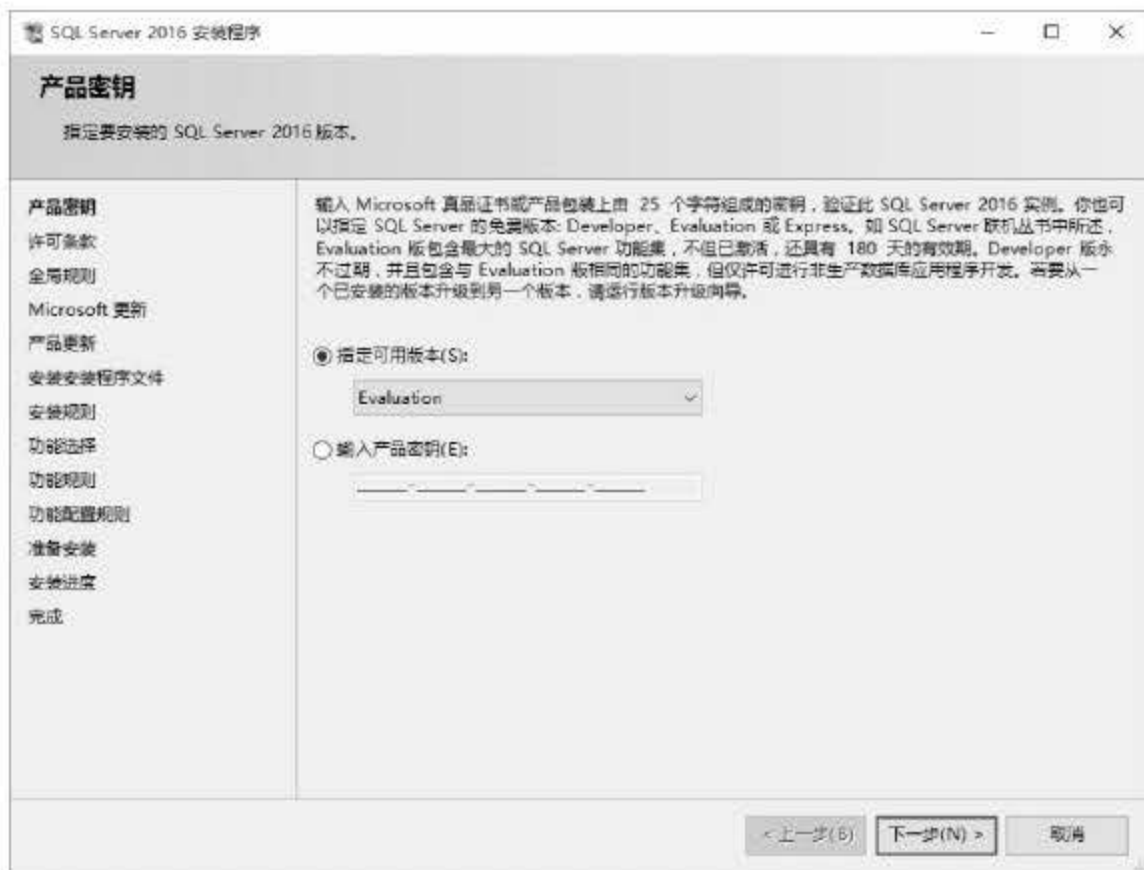 SQL Server 2016 安装程序
产品密钥
指定要安装的 SQL Server 2016 版本。
产品密钥
许可条款
全局规则
Microsoft 更新
产品更新
安装安装程序文件
安装规则
功能选择
功能规则
功能配置规则
准备安装
安装进度
完成
输入 Microsoft 真品证书或产品包装上由 25 个字符组成的密钥，验证此 SQL Server 2016 实例。你也可
以指定 SQL Server 的免费版本: Developer、Evaluation 或 Express。如 SQL Server 联机丛书中所述，
Evaluation 版包含最大的 SQL Server 功能集，不但已激活，还具有 180 天的有效期。Developer 版永
不过期，并且包含与 Evaluation 版相同的功能集，但仅许可进行非生产数据库应用程序开发。若要从一
个已安装的版本升级到另一个版本，请运行版本升级向导。
指定可用版本(S):
Evaluation
输入产品密钥(E):
_____-_____-_____-_____-_____
< 上一步(B)
下一步(N) >
取消